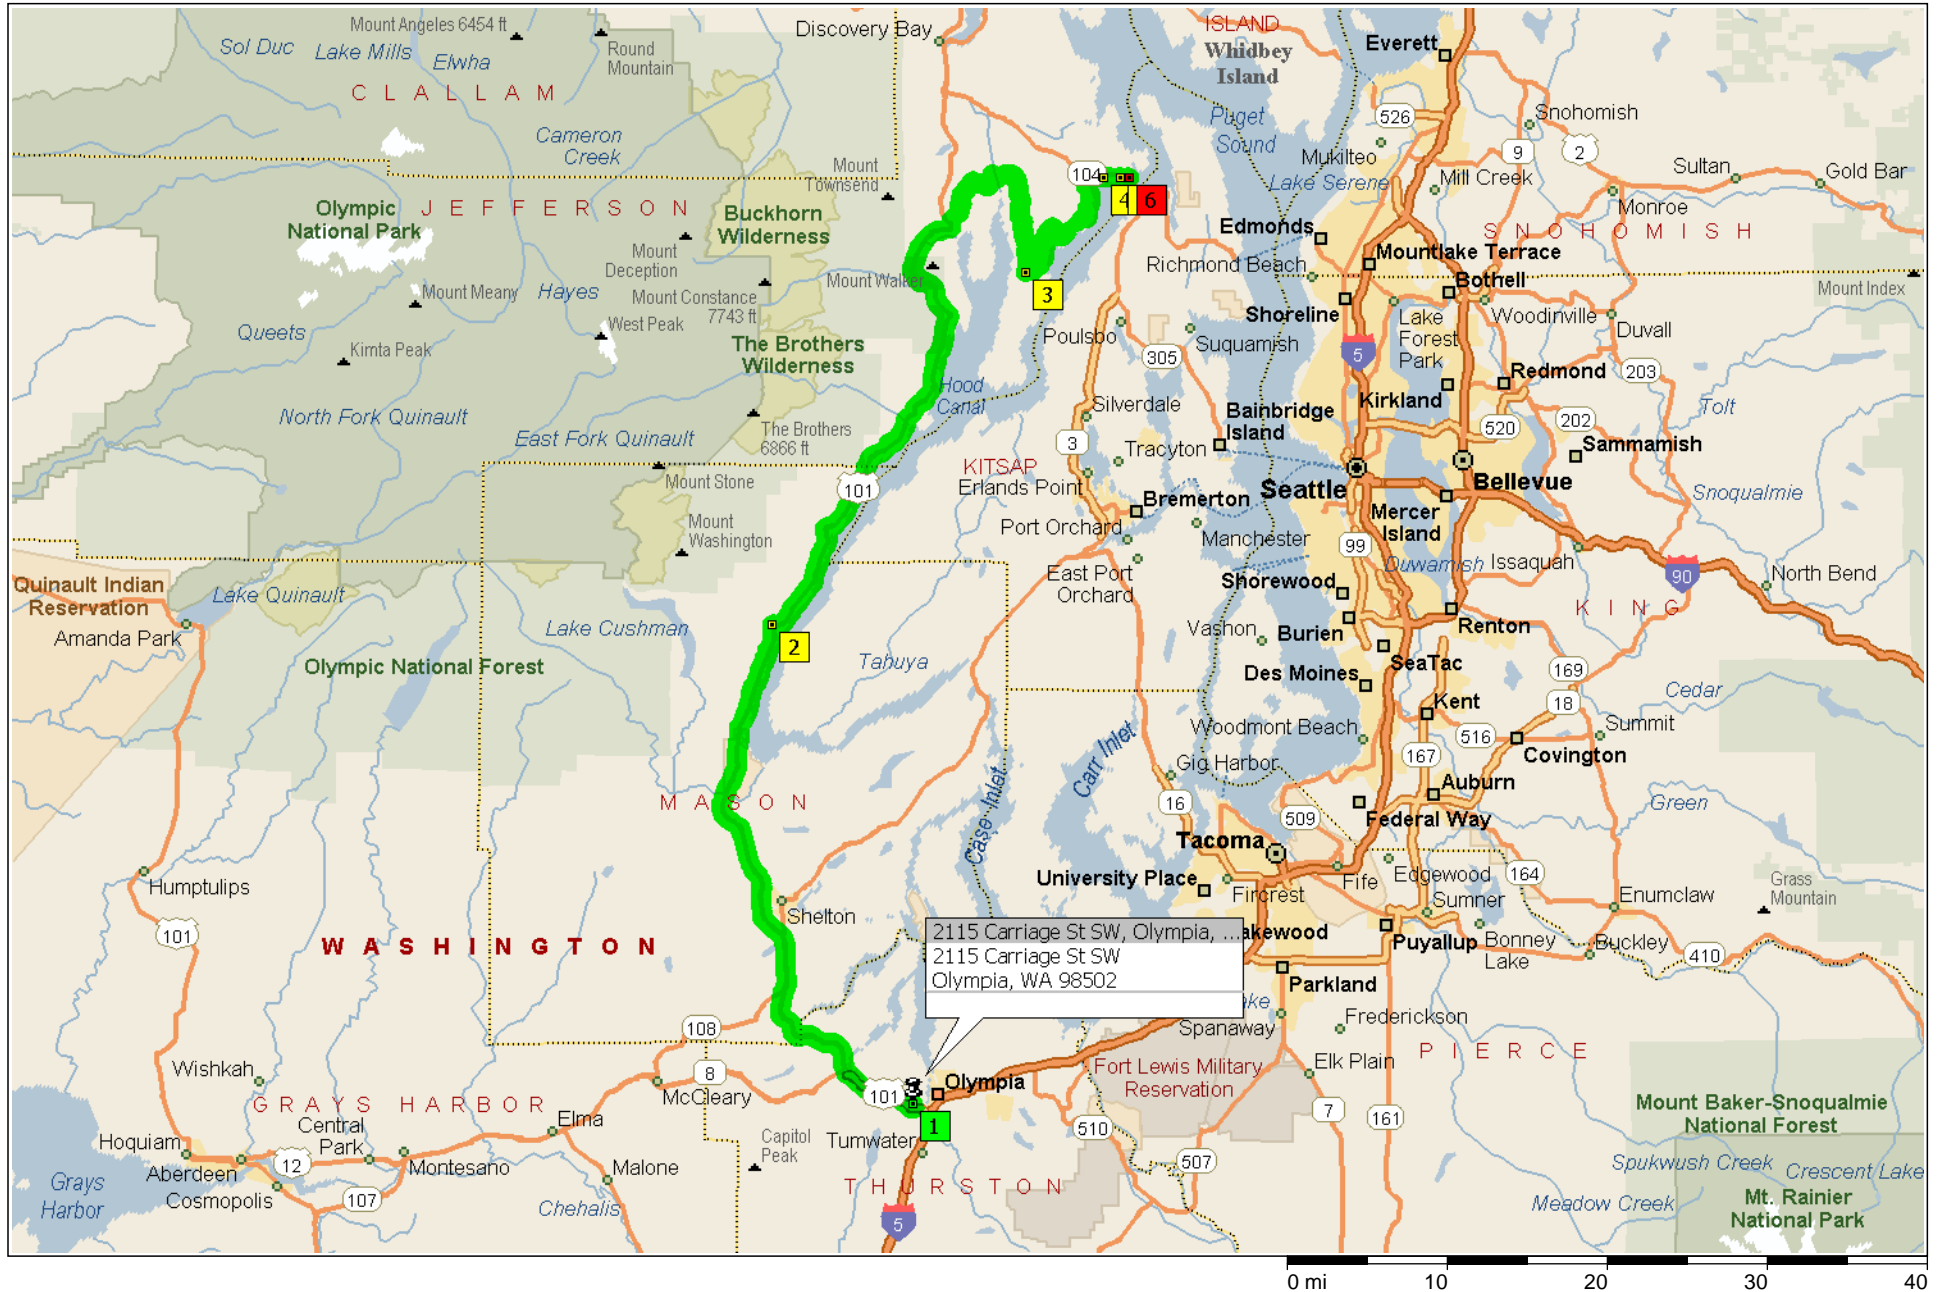 Mount Angeles 6454 ft
Discovery Bay
ISLAND
Whidbey
Island
Everett
Sol Duc
Lake Mills
Elwha
Round
Mountain
CLALLAM
Puget
Sound
526
Snohomish
Cameron
Creek
Mukilteo
9
2
Sultan
Gold Bar
Mount
Townsend
104
Lake Serene
Mill Creek
Monroe
Olympic
National Park
JEFFERSON
Buckhorn
Wilderness
4
6
Edmonds
SNOHOMISH
Mount
Deception
Mountlake Terrace
Richmond Beach
Bothell
Mount Walker
Mount Meany
Hayes
Mount Constance
7743 ft
3
Mount Index
Shoreline
Lake
Forest
Park
Woodinville
Duvall
Queets
West Peak
Kimta Peak
The Brothers
Wilderness
Poulsbo
305
Suquamish
5
Redmond
203
Hood
Canal
Kirkland
Silverdale
Bainbridge
Island
Tolt
North Fork Quinault
East Fork Quinault
The Brothers
6866 ft
3
Tracyton
520
202
Sammamish
KITSAP
Mount Stone
101
Erlands Point
Bremerton
Seattle
Bellevue
Snoqualmie
Mount
Washington
Port Orchard
Manchester
Mercer
Island
99
Duwamish
Issaquah
90
North Bend
Quinault Indian
Reservation
Lake Quinault
East Port
Orchard
Shorewood
KING
Amanda Park
Lake Cushman
Vashon
Burien
Renton
2
Olympic National Forest
Tahuya
SeaTac
Des Moines
169
Cedar
Kent
18
Woodmont Beach
Summit
516
Carr Inlet
167
Covington
Gig Harbor
Auburn
MASON
Case Inlet
16
509
Federal Way
Green
Tacoma
Humptulips
University Place
Fircrest
Fife
Edgewood
164
Enumclaw
Grass
Mountain
Shelton
Sumner
101
WASHINGTON
2115 Carriage St SW, Olympia, ...
2115 Carriage St SW
Olympia, WA 98502
akewood
Puyallup
Bonney
Lake
Buckley
410
Parkland
ke
108
Spanaway
Frederickson
Wishkah
8
McCleary
Fort Lewis Military
Reservation
Elk Plain
PIERCE
101
Olympia
GRAYS HARBOR
1
7
161
Mount Baker-Snoqualmie
National Forest
Hoquiam
Central
Park
Elma
Capitol
Peak
Tumwater
510
Aberdeen
12
Montesano
Malone
507
Spukwush Creek
Crescent Lake
Grays
Harbor
Cosmopolis
107
Chehalis
THURSTON
5
Meadow Creek
Mt. Rainier
National Park
0 mi
10
20
30
40